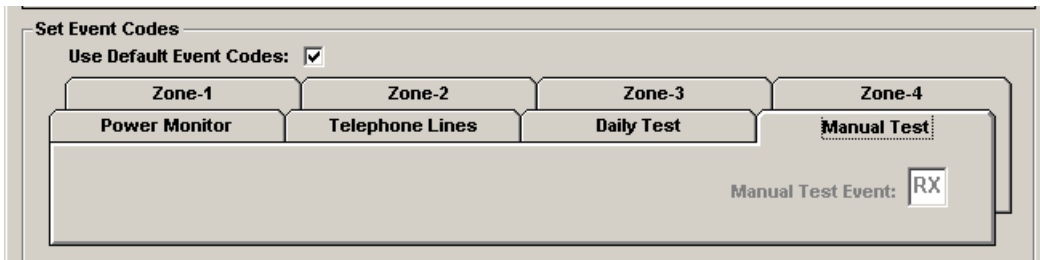 Set Event Codes
Use Default Event Codes:
Zone-1 Zone-2 Zone-3 Zone-4
Power Monitor Telephone Lines Daily Test Manual Test
Manual Test Event: RX